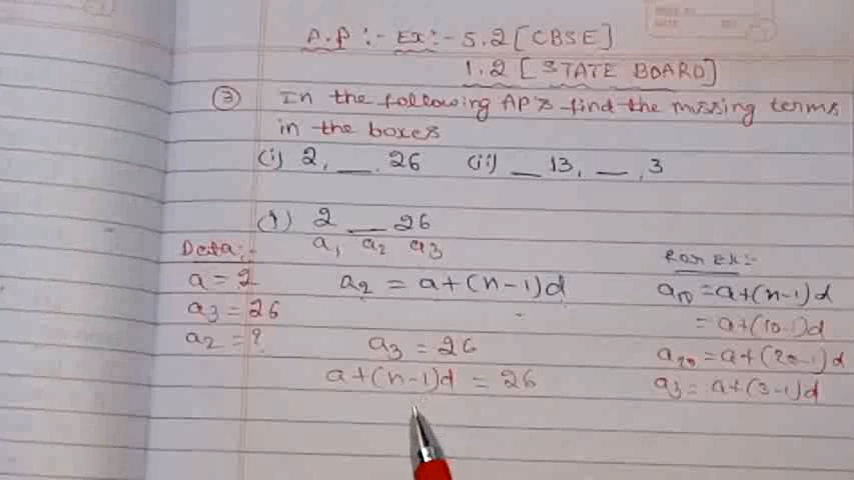 A.P :- Ex:- 5.2 [CBSE]
1.2 [STATE BOARD]
③ In the following AP's find the missing terms
in the boxes
(i) 2, __ , 26 (ii) __ 13, __ , 3
(i) 2 __ 26
a₁ a₂ a₃
Data:-
a = 2
a₃ = 26
a₂ = ?
a₂ = a+(n-1)d
a₃ = 26
a+(n-1)d = 26
For Ex:-
a₁₀ = a+(n-1)d
= a+(10-1)d
a₂₀ = a+(20-1)d
a₃ = a+(3-1)d